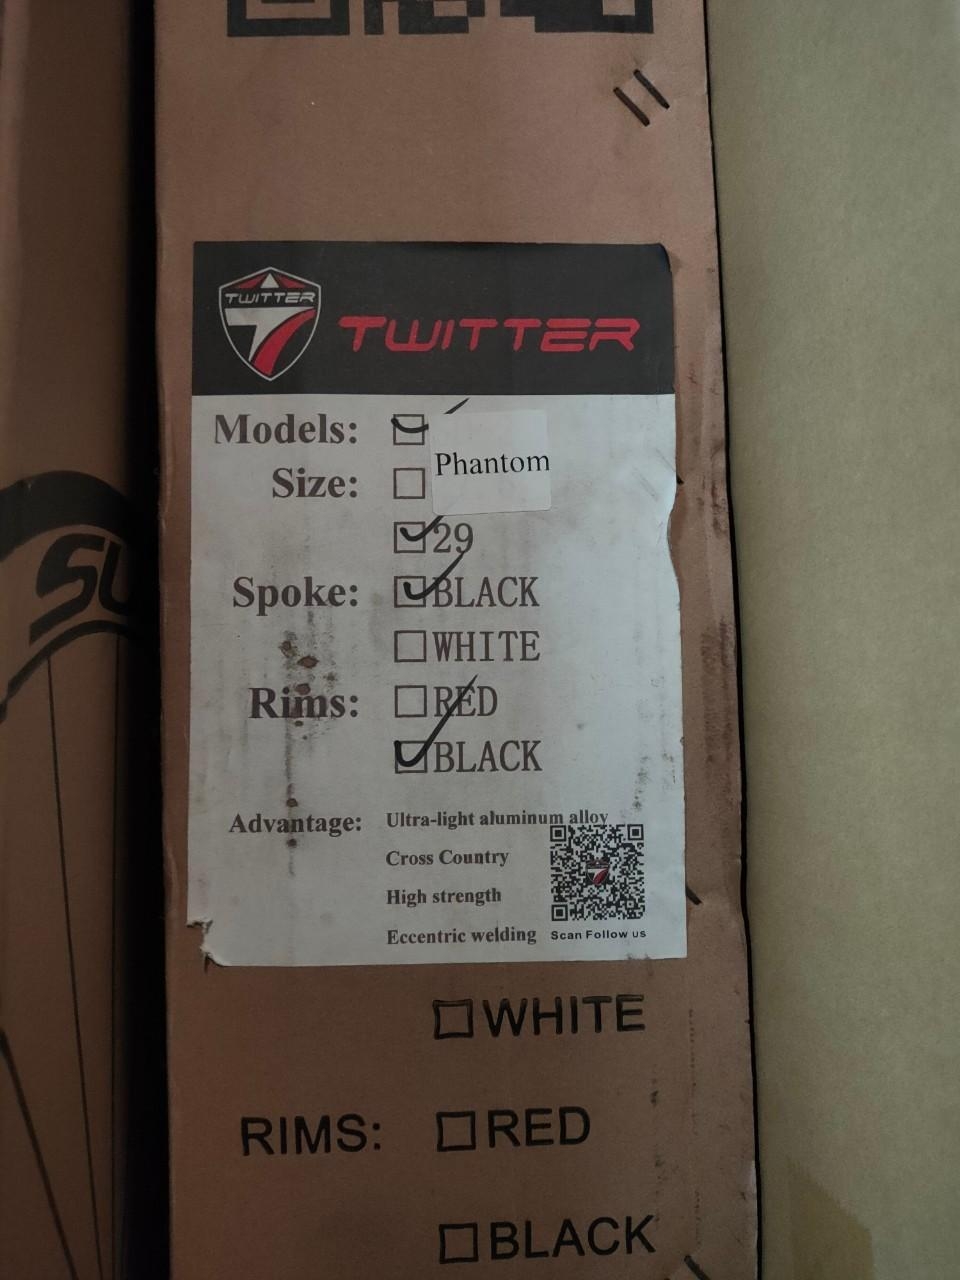 TWITTER
TWITTER
Models:
Phantom
Size:
29
Spoke: BLACK
WHITE
Rims: RED
BLACK
Advantage: Ultra-light aluminum alloy
Cross Country
High strength
Eccentric welding
Scan Follow us
WHITE
RIMS: RED
BLACK